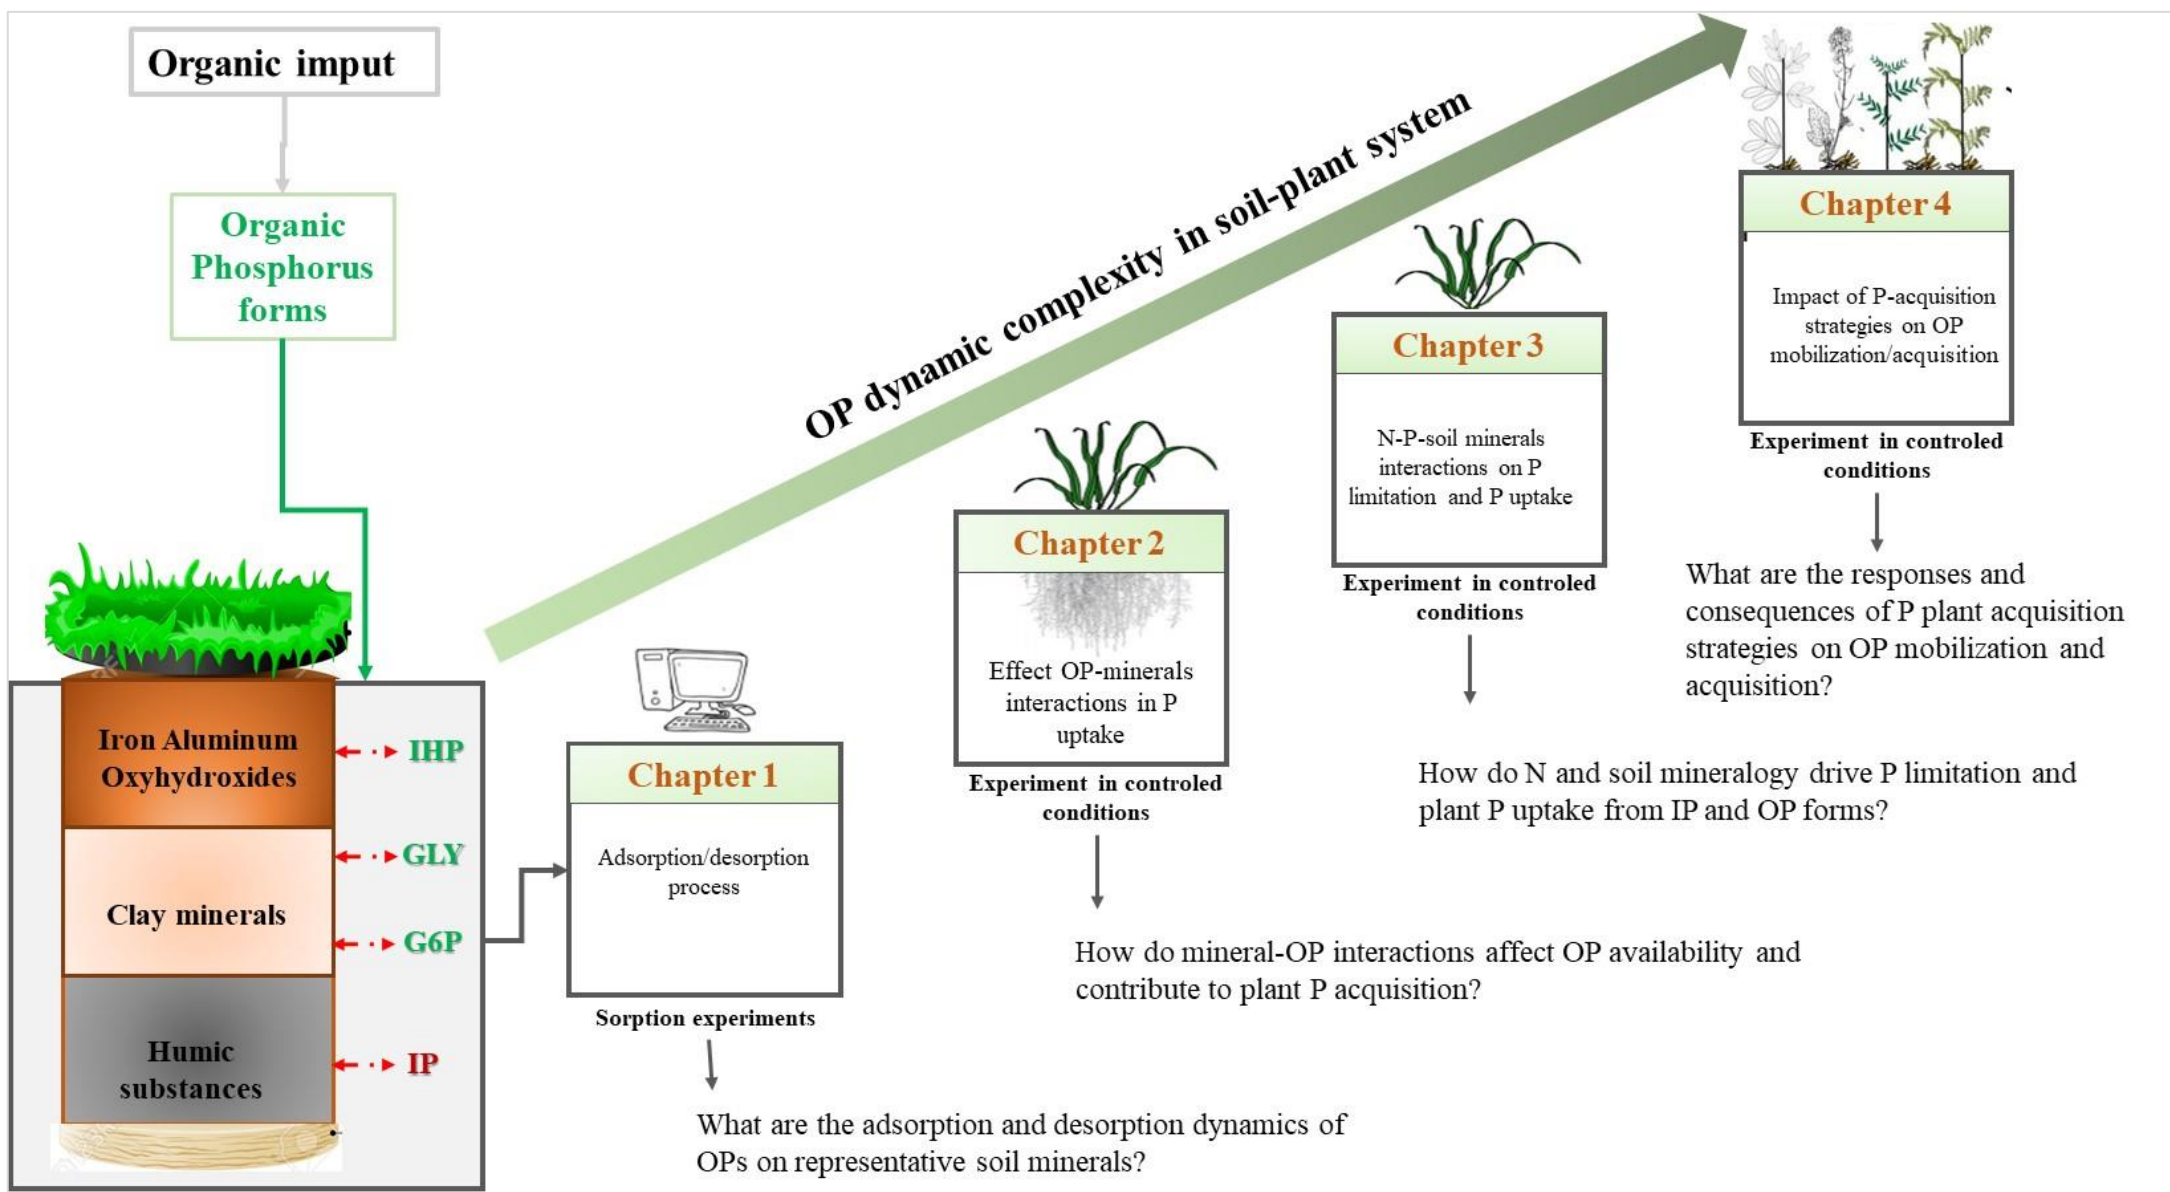 Organic imput
Organic
Phosphorus
forms
Iron Aluminum
Oxyhydroxides
Clay minerals
Humic
substances
IHP
GLY
G6P
IP
OP dynamic complexity in soil-plant system
Chapter 1
Adsorption/desorption
process
Sorption experiments
What are the adsorption and desorption dynamics of
OPs on representative soil minerals?
Chapter 2
Effect OP-minerals
interactions in P
uptake
Experiment in controled
conditions
How do mineral-OP interactions affect OP availability and
contribute to plant P acquisition?
Chapter 3
N-P-soil minerals
interactions on P
limitation and P uptake
Experiment in controled
conditions
How do N and soil mineralogy drive P limitation and
plant P uptake from IP and OP forms?
Chapter 4
Impact of P-acquisition
strategies on OP
mobilization/acquisition
Experiment in controled
conditions
What are the responses and
consequences of P plant acquisition
strategies on OP mobilization and
acquisition?